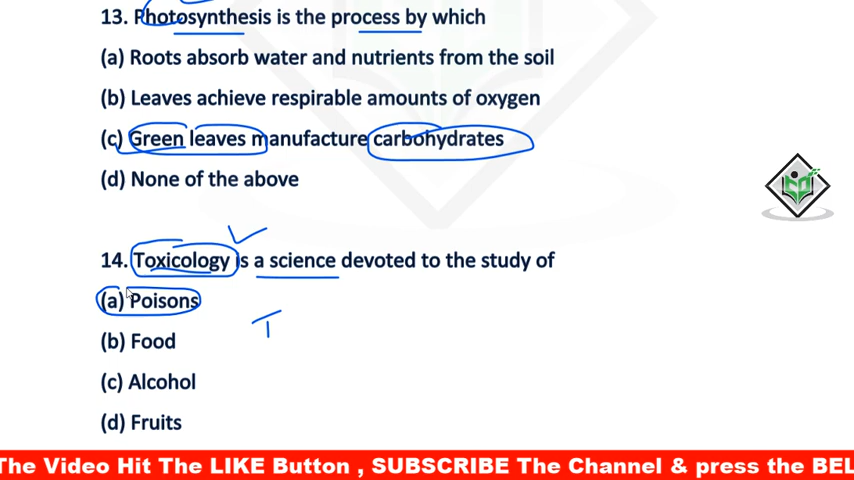 13. Photosynthesis is the process by which
(a) Roots absorb water and nutrients from the soil
(b) Leaves achieve respirable amounts of oxygen
(c) Green leaves manufacture carbohydrates
(d) None of the above
14. Toxicology is a science devoted to the study of
(a) Poisons
T
(b) Food
(c) Alcohol
(d) Fruits
The Video Hit The LIKE Button , SUBSCRIBE The Channel & press the BEL